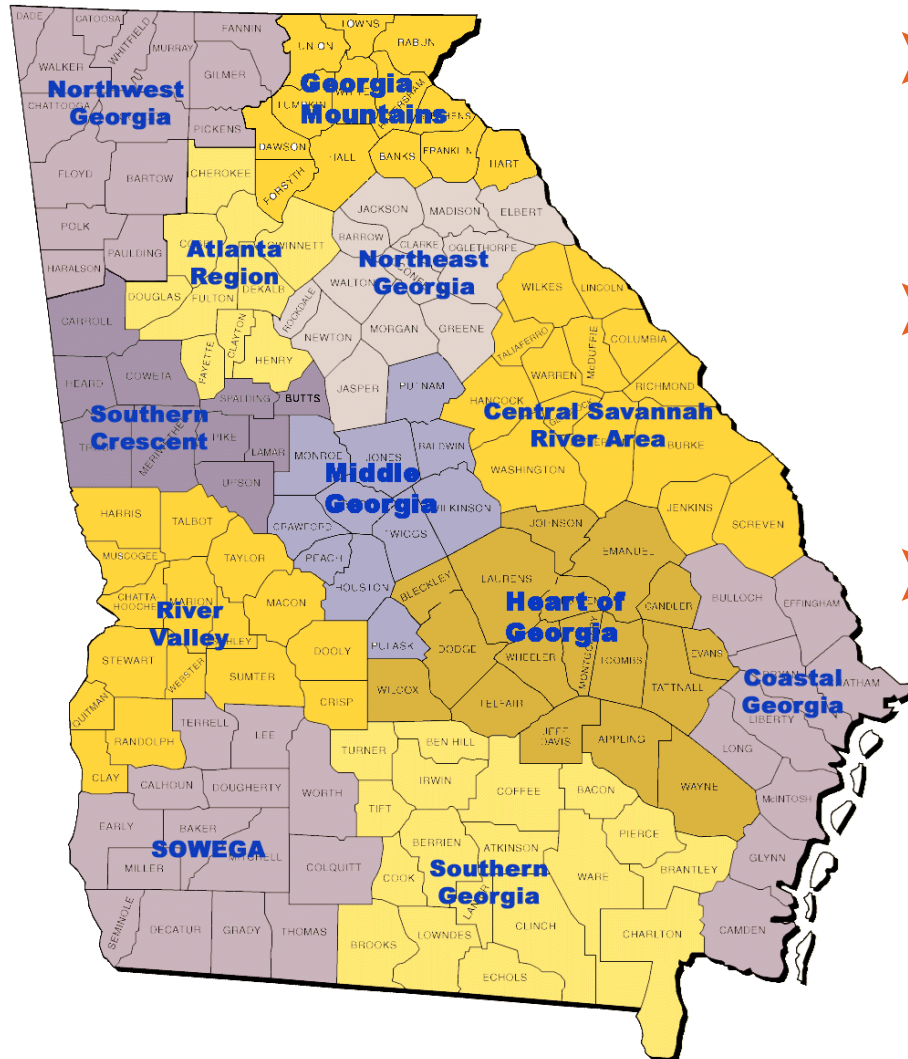 DADE
CATOOSA
WHITFIELD
MURRAY
FANNIN
TOWNS
UNION
RABUN
WALKER
GILMER
Northwest
Georgia
Georgia
Mountains
CHATTOOGA
PICKENS
DAWSON
HALL
BANKS
FRANKLIN
HART
FLOYD
BARTOW
CHEROKEE
FORSYTH
JACKSON
MADISON
ELBERT
POLK
PAULDING
HARALSON
Atlanta
Region
GWINNETT
BARROW
CLARKE
OGLETHORPE
Northeast
Georgia
WALTON
DOUGLAS
FULTON
DEKALB
ROCKDALE
WILKES
LINCOLN
CARROLL
CLAYTON
FAYETTE
HENRY
NEWTON
MORGAN
GREENE
TALIAFERRO
McDUFFIE
COLUMBIA
HEARD
COWETA
SPALDING
BUTTS
JASPER
PUTNAM
WARREN
RICHMOND
HANCOCK
Southern
Crescent
PIKE
LAMAR
UPSON
MONROE
JONES
BALDWIN
Central Savannah
River Area
BURKE
WASHINGTON
Middle
Georgia
WILKINSON
JENKINS
SCREVEN
HARRIS
TALBOT
CRAWFORD
TWIGGS
JOHNSON
EMANUEL
MUSCOGEE
TAYLOR
PEACH
HOUSTON
BLECKLEY
LAURENS
CHATTA-
HOOCHE
MARION
MACON
CANDLER
BULLOCH
EFFINGHAM
River
Valley
Heart of
Georgia
PULASK
DODGE
WHEELER
MONTGOMERY
TOOMBS
EVANS
TATTNALL
STEWART
WEBSTER
SUMTER
DOOLY
CRISP
WILCOX
TELFAIR
Coastal
Georgia
LIBERTY
QUITMAN
RANDOLPH
TERRELL
LEE
TURNER
BEN HILL
JEFF
DAVIS
APPLING
LONG
CLAY
CALHOUN
DOUGHERTY
WORTH
IRWIN
COFFEE
BACON
WAYNE
McINTOSH
TIFT
EARLY
BAKER
MITCHELL
SOWEGA
MILLER
COLQUITT
BERRIEN
ATKINSON
PIERCE
BRANTLEY
GLYNN
COOK
Southern
Georgia
WARE
CLINCH
SEMINOLE
DECATUR
GRADY
THOMAS
BROOKS
LOWNDES
ECHOLS
CHARLTON
CAMDEN